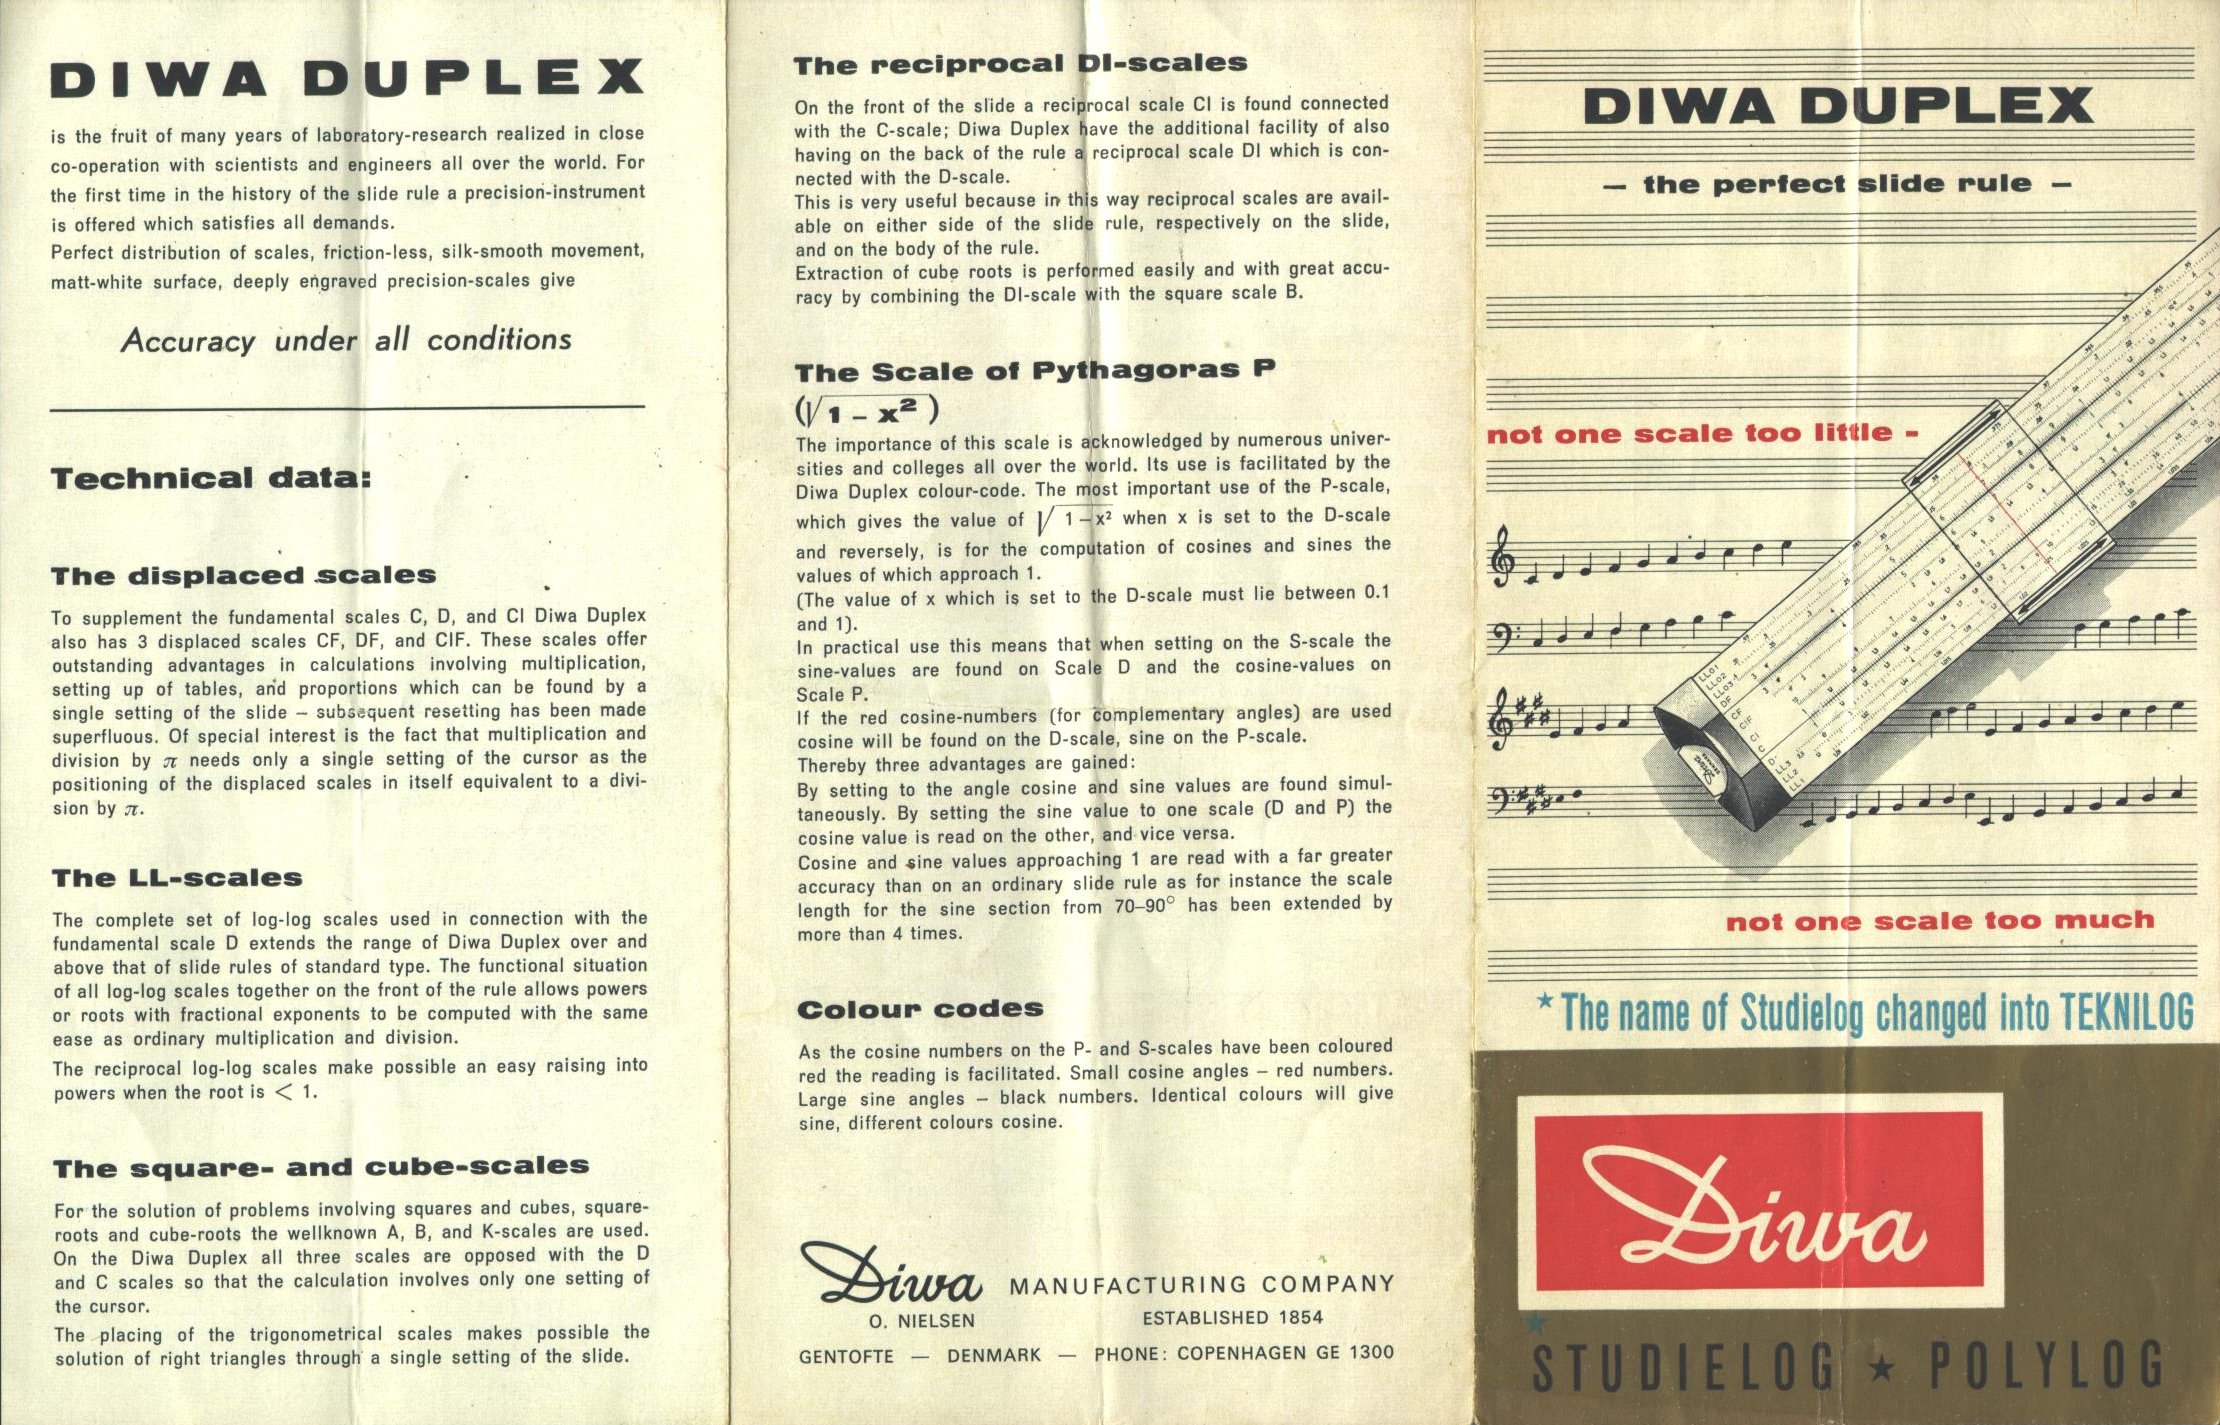 DIWA DUPLEX
is the fruit of many years of laboratory-research realized in close
co-operation with scientists and engineers all over the world. For
the first time in the history of the slide rule a precision-instrument
is offered which satisfies all demands.
Perfect distribution of scales, friction-less, silk-smooth movement,
matt-white surface, deeply engraved precision-scales give
Accuracy under all conditions
Technical data:
The displaced scales
To supplement the fundamental scales C, D, and CI Diwa Duplex
also has 3 displaced scales CF, DF, and CIF. These scales offer
outstanding advantages in calculations involving multiplication,
setting up of tables, and proportions which can be found by a
single setting of the slide – subsequent resetting has been made
superfluous. Of special interest is the fact that multiplication and
division by π needs only a single setting of the cursor as the
positioning of the displaced scales in itself equivalent to a divi-
sion by π.
The LL-scales
The complete set of log-log scales used in connection with the
fundamental scale D extends the range of Diwa Duplex over and
above that of slide rules of standard type. The functional situation
of all log-log scales together on the front of the rule allows powers
or roots with fractional exponents to be computed with the same
ease as ordinary multiplication and division.
The reciprocal log-log scales make possible an easy raising into
powers when the root is < 1.
The square- and cube-scales
For the solution of problems involving squares and cubes, square-
roots and cube-roots the wellknown A, B, and K-scales are used.
On the Diwa Duplex all three scales are opposed with the D
and C scales so that the calculation involves only one setting of
the cursor.
The placing of the trigonometrical scales makes possible the
solution of right triangles through a single setting of the slide.
The reciprocal DI-scales
On the front of the slide a reciprocal scale CI is found connected
with the C-scale; Diwa Duplex have the additional facility of also
having on the back of the rule a reciprocal scale DI which is con-
nected with the D-scale.
This is very useful because in this way reciprocal scales are avail-
able on either side of the slide rule, respectively on the slide,
and on the body of the rule.
Extraction of cube roots is performed easily and with great accu-
racy by combining the DI-scale with the square scale B.
The Scale of Pythagoras P
(√1 – x²)
The importance of this scale is acknowledged by numerous univer-
sities and colleges all over the world. Its use is facilitated by the
Diwa Duplex colour-code. The most important use of the P-scale,
which gives the value of √1–x² when x is set to the D-scale
and reversely, is for the computation of cosines and sines the
values of which approach 1.
(The value of x which is set to the D-scale must lie between 0.1
and 1).
In practical use this means that when setting on the S-scale the
sine-values are found on Scale D and the cosine-values on
Scale P.
If the red cosine-numbers (for complementary angles) are used
cosine will be found on the D-scale, sine on the P-scale.
Thereby three advantages are gained:
By setting to the angle cosine and sine values are found simul-
taneously. By setting the sine value to one scale (D and P) the
cosine value is read on the other, and vice versa.
Cosine and sine values approaching 1 are read with a far greater
accuracy than on an ordinary slide rule as for instance the scale
length for the sine section from 70–90° has been extended by
more than 4 times.
Colour codes
As the cosine numbers on the P- and S-scales have been coloured
red the reading is facilitated. Small cosine angles – red numbers.
Large sine angles – black numbers. Identical colours will give
sine, different colours cosine.
Diwa MANUFACTURING COMPANY
O. NIELSEN ESTABLISHED 1854
GENTOFTE — DENMARK — PHONE: COPENHAGEN GE 1300
DIWA DUPLEX
– the perfect slide rule –
not one scale too little -
LL01
LL02
LL03
DF
CF
CIF
CI
C
D
LL3
LL2
LL1
Diwa
not one scale too much
★ The name of Studielog changed into TEKNILOG
Diwa
★
STUDIELOG ★ POLYLOG